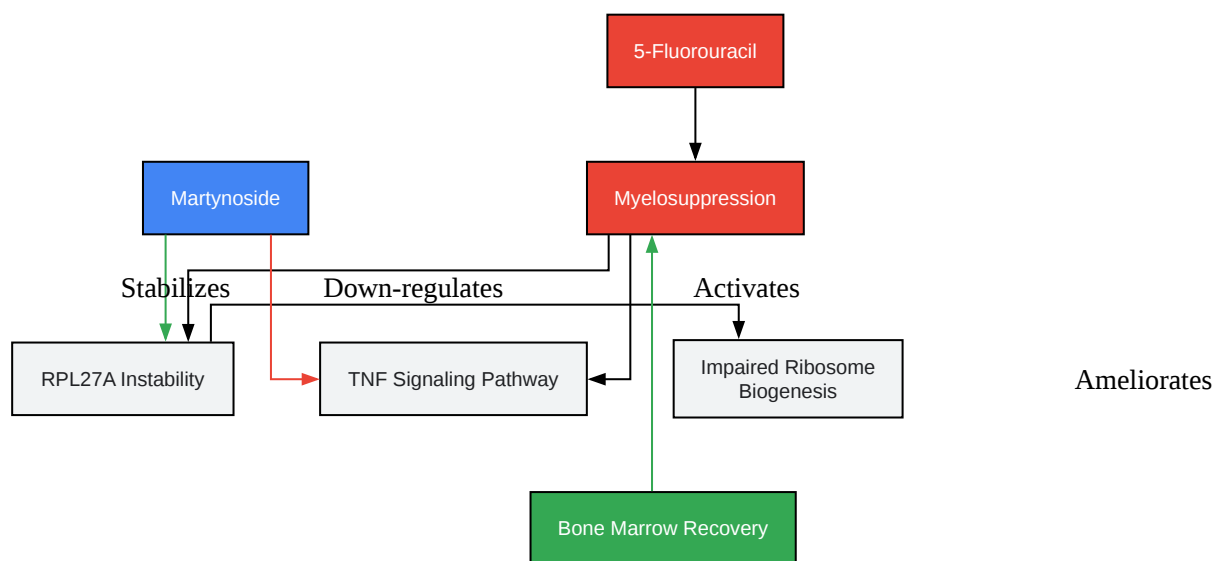 5-Fluorouracil
Martynoside
Myelosuppression
Stabilizes
Down-regulates
Activates
RPL27A Instability
TNF Signaling Pathway
Impaired Ribosome
Biogenesis
Ameliorates
Bone Marrow Recovery